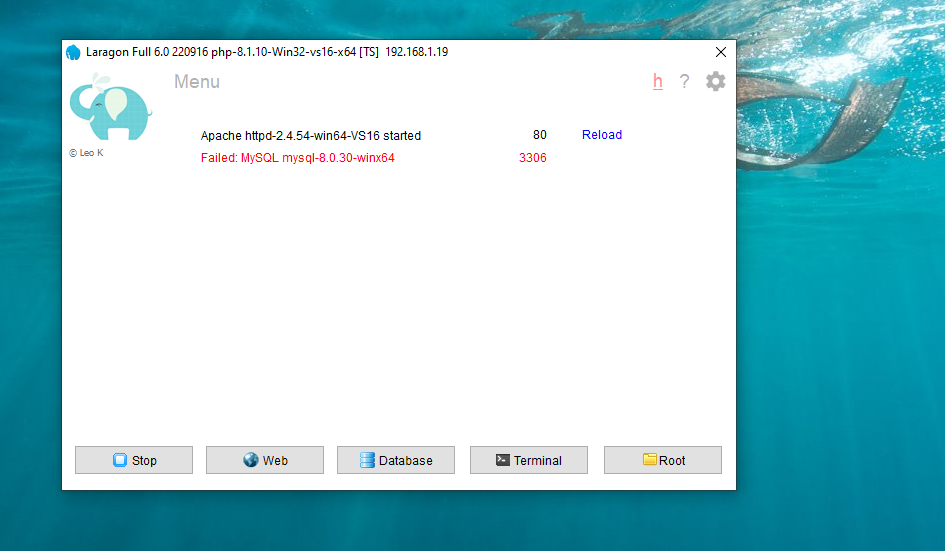 Laragon Full 6.0 220916 php-8.1.10-Win32-vs16-x64 [TS]  192.168.1.19
Menu
h
?
Apache httpd-2.4.54-win64-VS16 started 80 Reload
© Leo K
Failed: MySQL mysql-8.0.30-winx64 3306
Stop Web Database Terminal Root